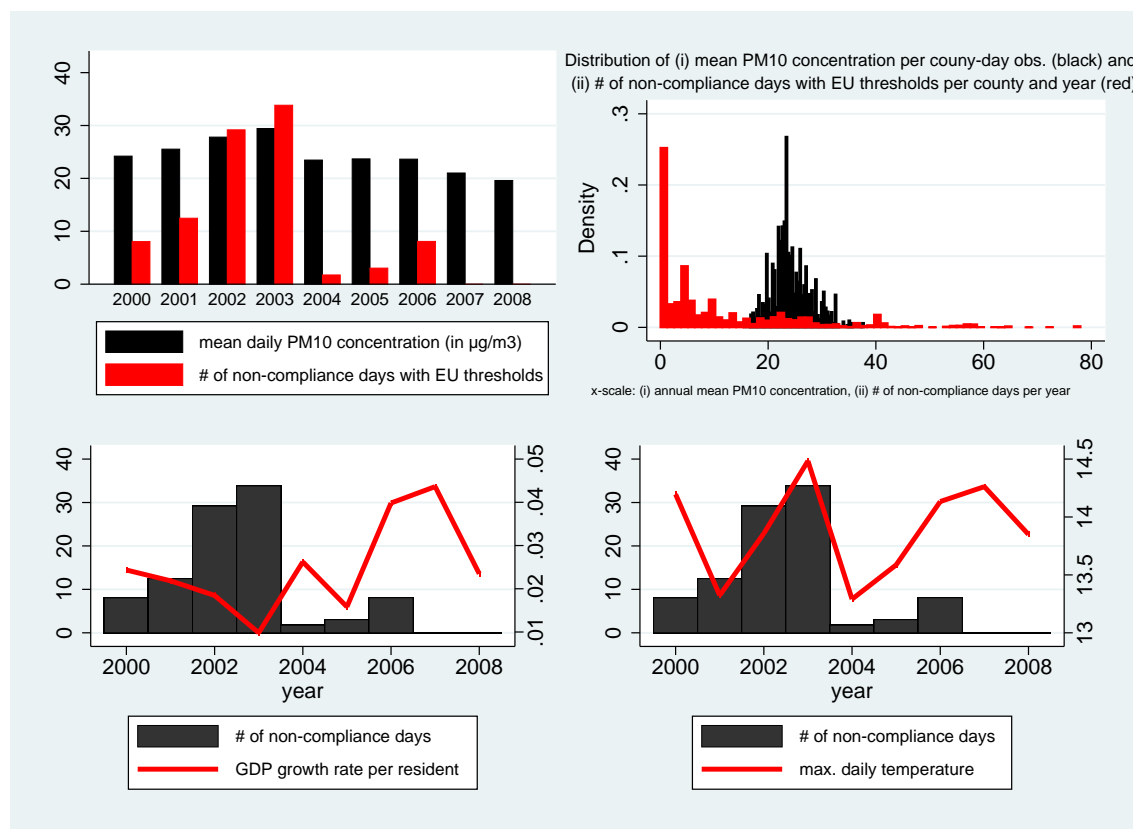 40
30
20
10
0
2000 2001 2002 2003 2004 2005 2006 2007 2008
mean daily PM10 concentration (in µg/m3)
# of non-compliance days with EU thresholds
Distribution of (i) mean PM10 concentration per couny-day obs. (black) and
(ii) # of non-compliance days with EU thresholds per county and year (red)
Density
.3
.2
.1
0
0 20 40 60 80
x-scale: (i) annual mean PM10 concentration, (ii) # of non-compliance days per year
40
30
20
10
0
.05
.04
.03
.02
.01
2000 2002 2004 2006 2008
year
# of non-compliance days
GDP growth rate per resident
40
30
20
10
0
14.5
14
13.5
13
2000 2002 2004 2006 2008
year
# of non-compliance days
max. daily temperature